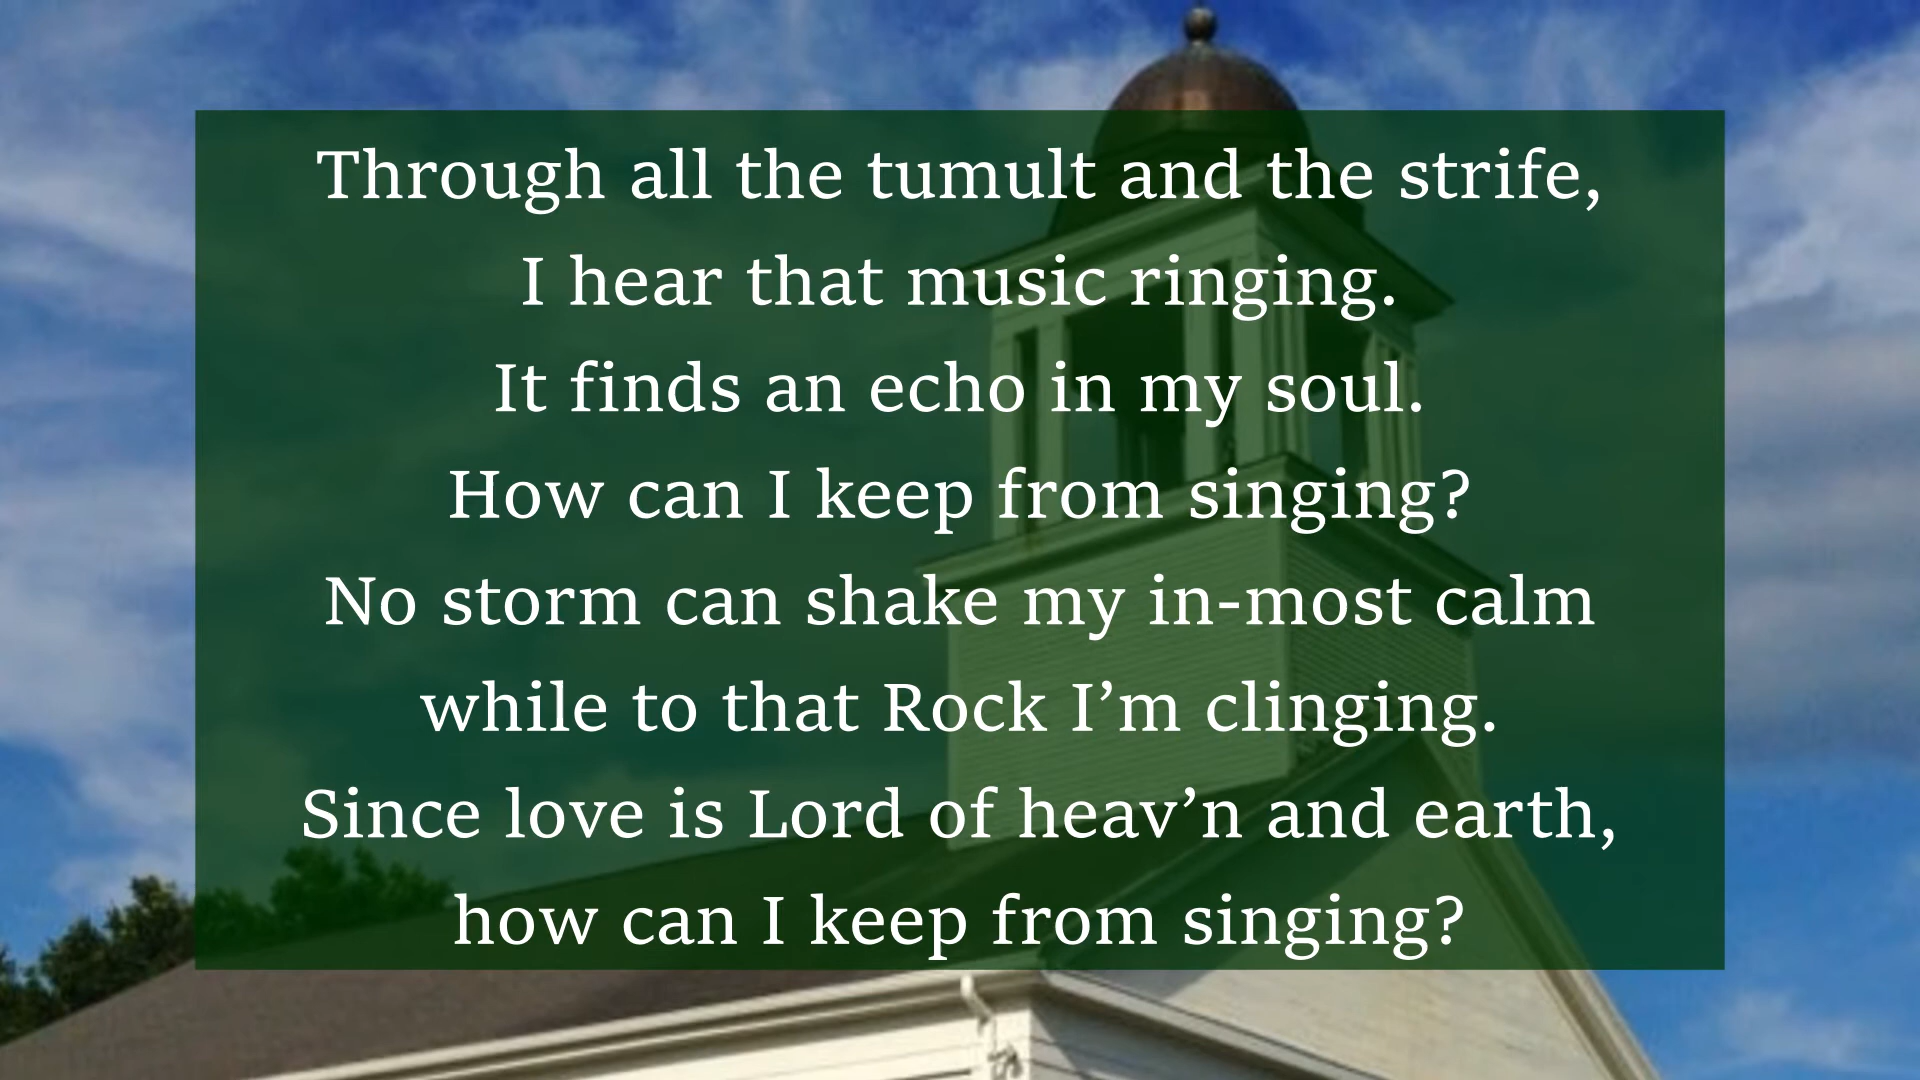 Through all the tumult and the strife,
I hear that music ringing.
It finds an echo in my soul.
How can I keep from singing?
No storm can shake my in-most calm
while to that Rock I’m clinging.
Since love is Lord of heav’n and earth,
how can I keep from singing?